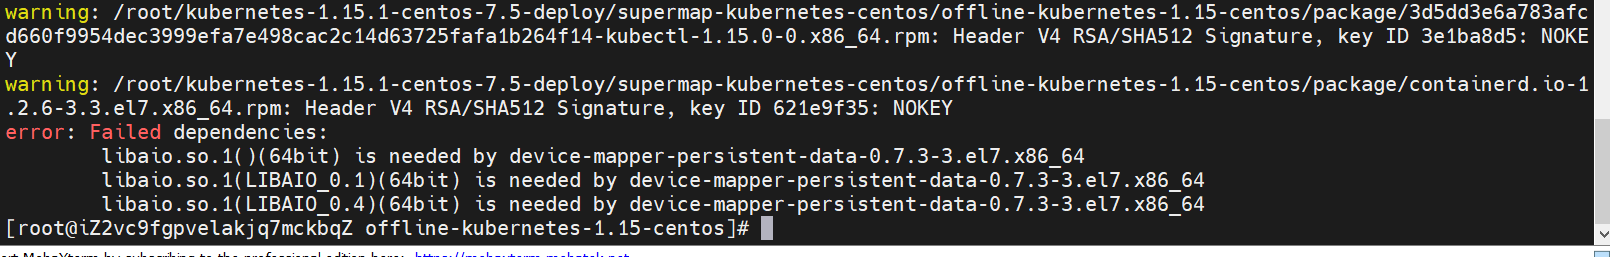 warning: /root/kubernetes-1.15.1-centos-7.5-deploy/supermap-kubernetes-centos/offline-kubernetes-1.15-centos/package/3d5dd3e6a783afc
d660f9954dec3999efa7e498cac2c14d63725fafa1b264f14-kubectl-1.15.0-0.x86_64.rpm: Header V4 RSA/SHA512 Signature, key ID 3e1ba8d5: NOKE
Y
warning: /root/kubernetes-1.15.1-centos-7.5-deploy/supermap-kubernetes-centos/offline-kubernetes-1.15-centos/package/containerd.io-1
.2.6-3.3.el7.x86_64.rpm: Header V4 RSA/SHA512 Signature, key ID 621e9f35: NOKEY
error: Failed dependencies:
        libaio.so.1()(64bit) is needed by device-mapper-persistent-data-0.7.3-3.el7.x86_64
        libaio.so.1(LIBAIO_0.1)(64bit) is needed by device-mapper-persistent-data-0.7.3-3.el7.x86_64
        libaio.so.1(LIBAIO_0.4)(64bit) is needed by device-mapper-persistent-data-0.7.3-3.el7.x86_64
[root@iZ2vc9fgpvelakjq7mckbqZ offline-kubernetes-1.15-centos]#